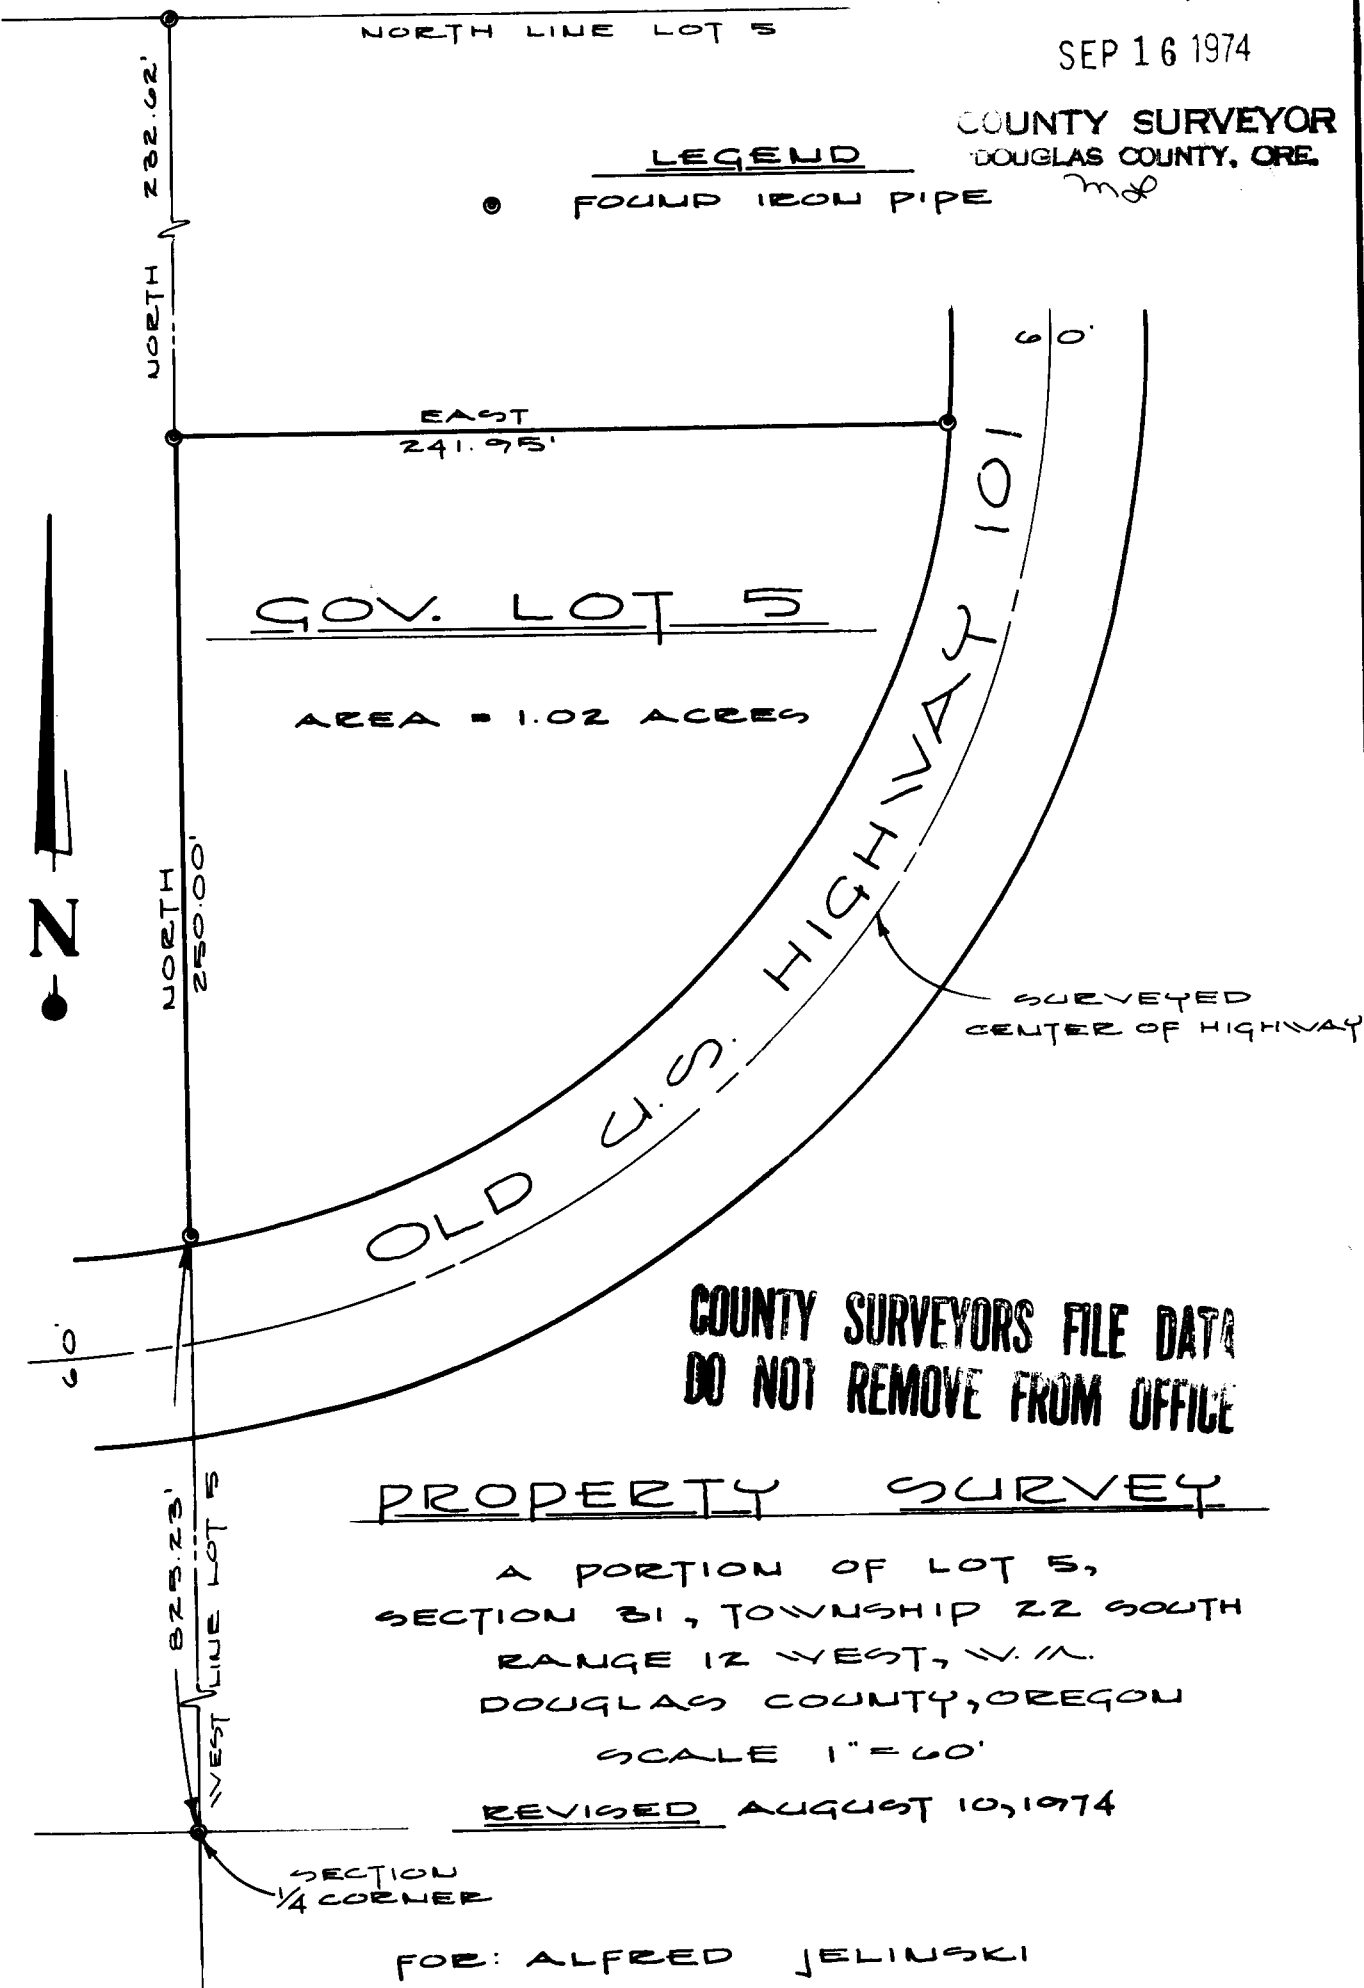 NORTH LINE LOT 5
SEP 16 1974
COUNTY SURVEYOR
DOUGLAS COUNTY, ORE.
232.62'
NORTH
LEGEND
FOUND IRON PIPE
60'
EAST
241.95'
GOV. LOT 5
AREA = 1.02 ACRES
NORTH
250.00'
N
OLD U.S. HIGHWAY 101
SURVEYED
CENTER OF HIGHWAY
60'
COUNTY SURVEYORS FILE DATA
DO NOT REMOVE FROM OFFICE
825.23'
WEST LINE LOT 5
PROPERTY SURVEY
A PORTION OF LOT 5,
SECTION 31, TOWNSHIP 22 SOUTH
RANGE 12 WEST, W.M.
DOUGLAS COUNTY, OREGON
SCALE 1"=60'
REVISED AUGUST 10, 1974
SECTION
1/4 CORNER
FOR: ALFRED JELINSKI